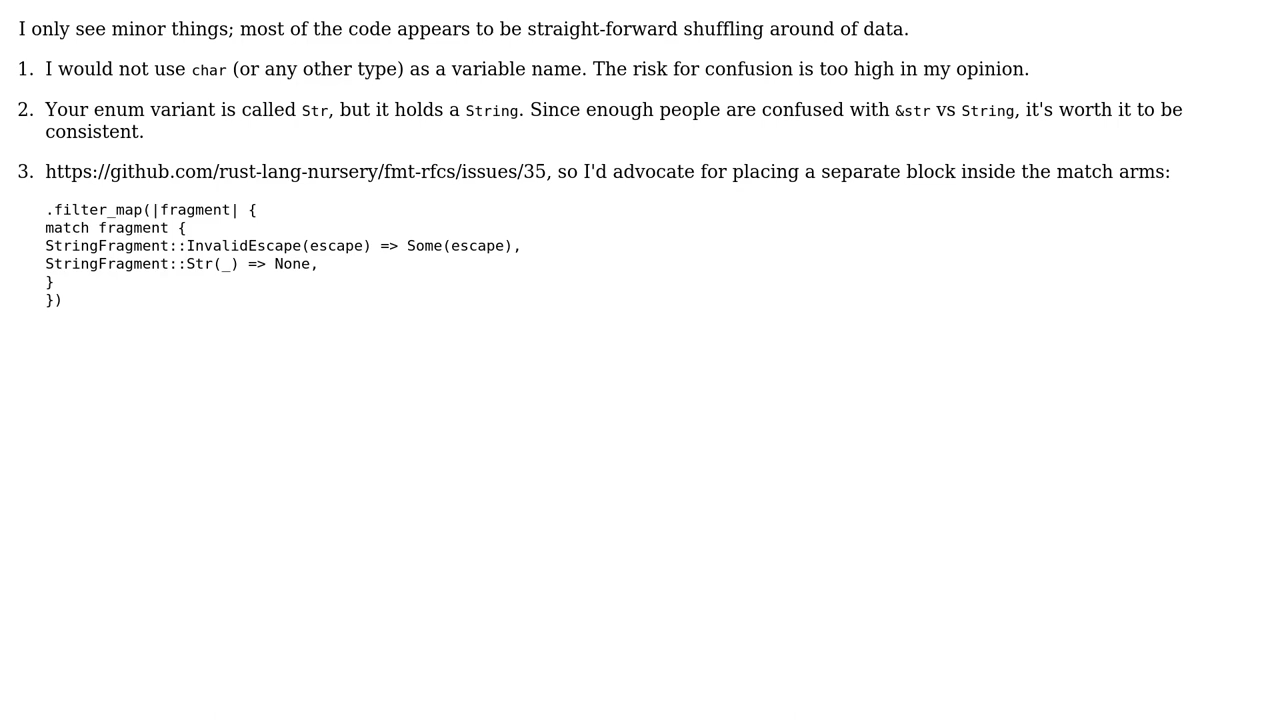 I only see minor things; most of the code appears to be straight-forward shuffling around of data.
1. I would not use char (or any other type) as a variable name. The risk for confusion is too high in my opinion.
2. Your enum variant is called Str, but it holds a String. Since enough people are confused with &str vs String, it's worth it to be
consistent.
3. https://github.com/rust-lang-nursery/fmt-rfcs/issues/35, so I'd advocate for placing a separate block inside the match arms:
.filter_map(|fragment| {
match fragment {
StringFragment::InvalidEscape(escape) => Some(escape),
StringFragment::Str(_) => None,
}
})